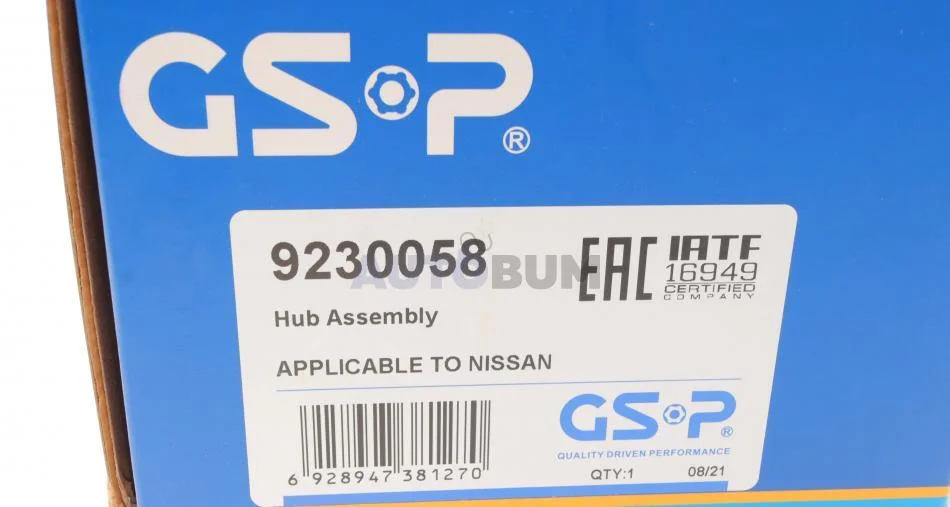 GSP®
9230058
AUTOBUM
EAC
IATF
16949
CERTIFIED
COMPANY
Hub Assembly
APPLICABLE TO NISSAN
6 928947 381270
GSP®
QUALITY DRIVEN PERFORMANCE
QTY:1
08/21